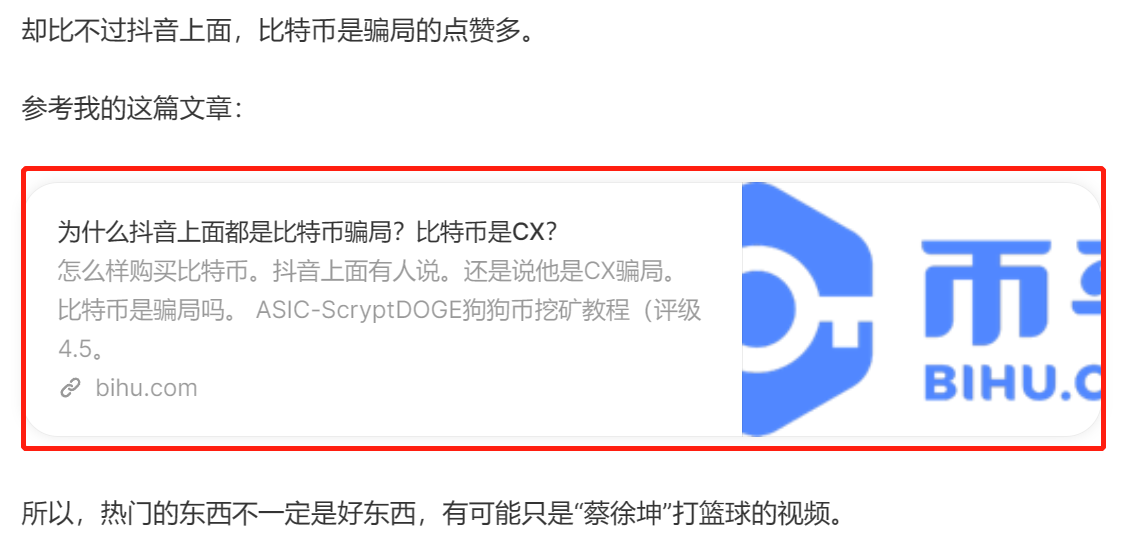 却比不过抖音上面，比特币是骗局的点赞多。
参考我的这篇文章：
为什么抖音上面都是比特币骗局？比特币是CX？
怎么样购买比特币。抖音上面有人说。还是说他是CX骗局。
比特币是骗局吗。 ASIC-ScryptDOGE狗狗币挖矿教程（评级
4.5。
bihu.com
币
BIHU.C
所以，热门的东西不一定是好东西，有可能只是“蔡徐坤”打篮球的视频。